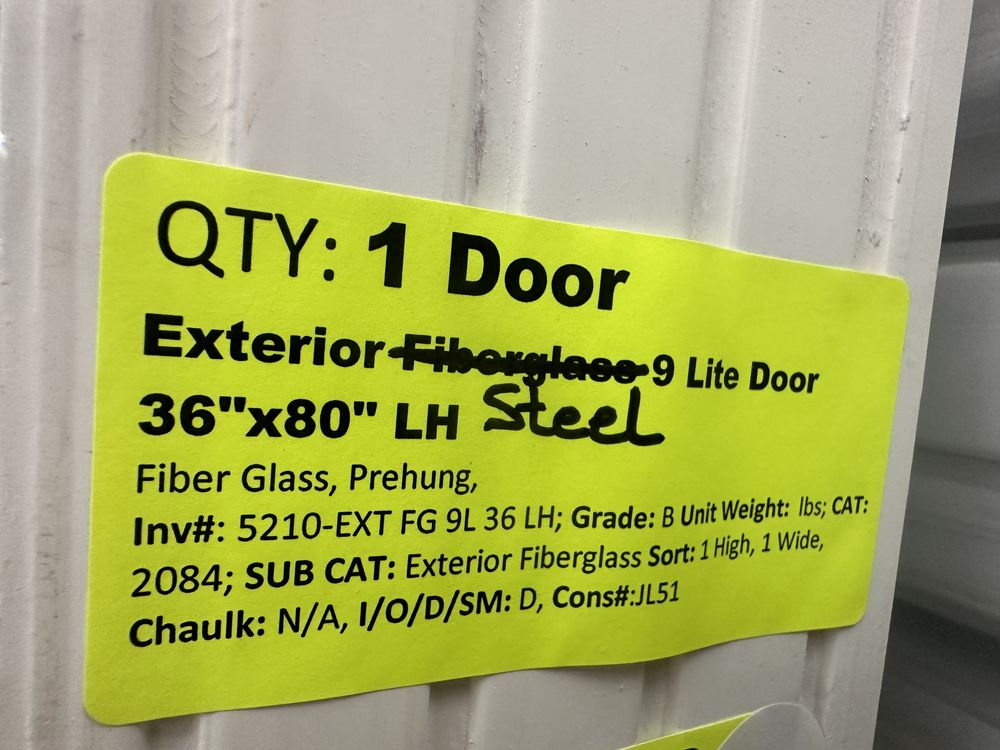 QTY: 1 Door
Exterior Fiberglass 9 Lite Door
36"x80" LH Steel
Fiber Glass, Prehung,
Inv#: 5210-EXT FG 9L 36 LH; Grade: B Unit Weight: lbs; CAT:
2084; SUB CAT: Exterior Fiberglass Sort: 1 High, 1 Wide,
Chaulk: N/A, I/O/D/SM: D, Cons#:JL51